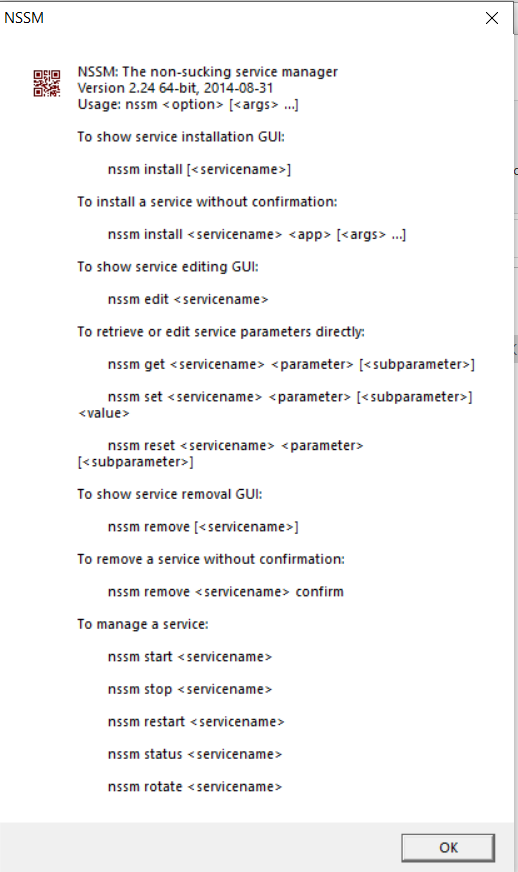 NSSM
NSSM: The non-sucking service manager
Version 2.24 64-bit, 2014-08-31
Usage: nssm <option> [<args> ...]
To show service installation GUI:
nssm install [<servicename>]
To install a service without confirmation:
nssm install <servicename> <app> [<args> ...]
To show service editing GUI:
nssm edit <servicename>
To retrieve or edit service parameters directly:
nssm get <servicename> <parameter> [<subparameter>]
nssm set <servicename> <parameter> [<subparameter>]
<value>
nssm reset <servicename> <parameter>
[<subparameter>]
To show service removal GUI:
nssm remove [<servicename>]
To remove a service without confirmation:
nssm remove <servicename> confirm
To manage a service:
nssm start <servicename>
nssm stop <servicename>
nssm restart <servicename>
nssm status <servicename>
nssm rotate <servicename>
OK